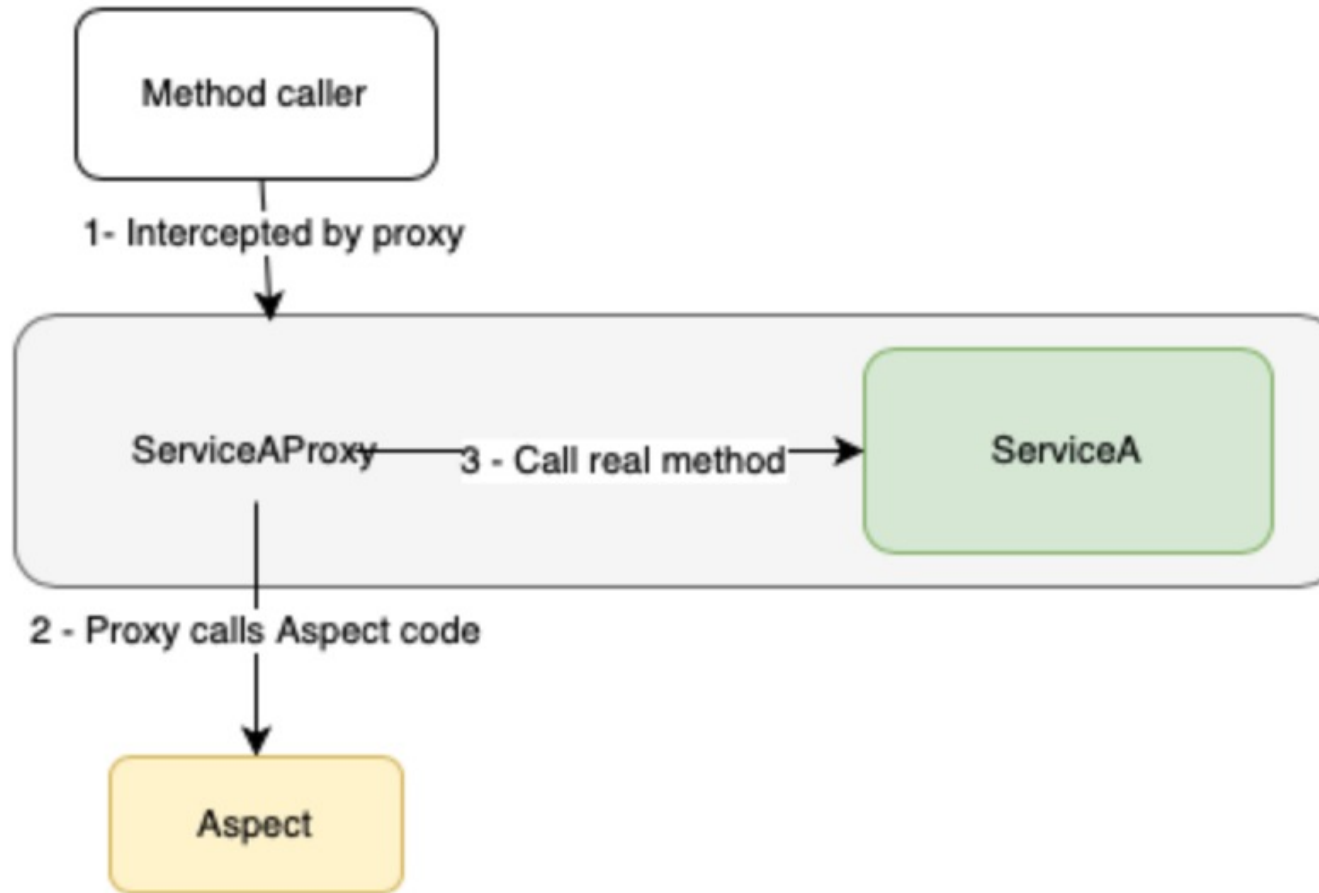 Method caller
1- Intercepted by proxy
ServiceAProxy
3 - Call real method
ServiceA
2 - Proxy calls Aspect code
Aspect